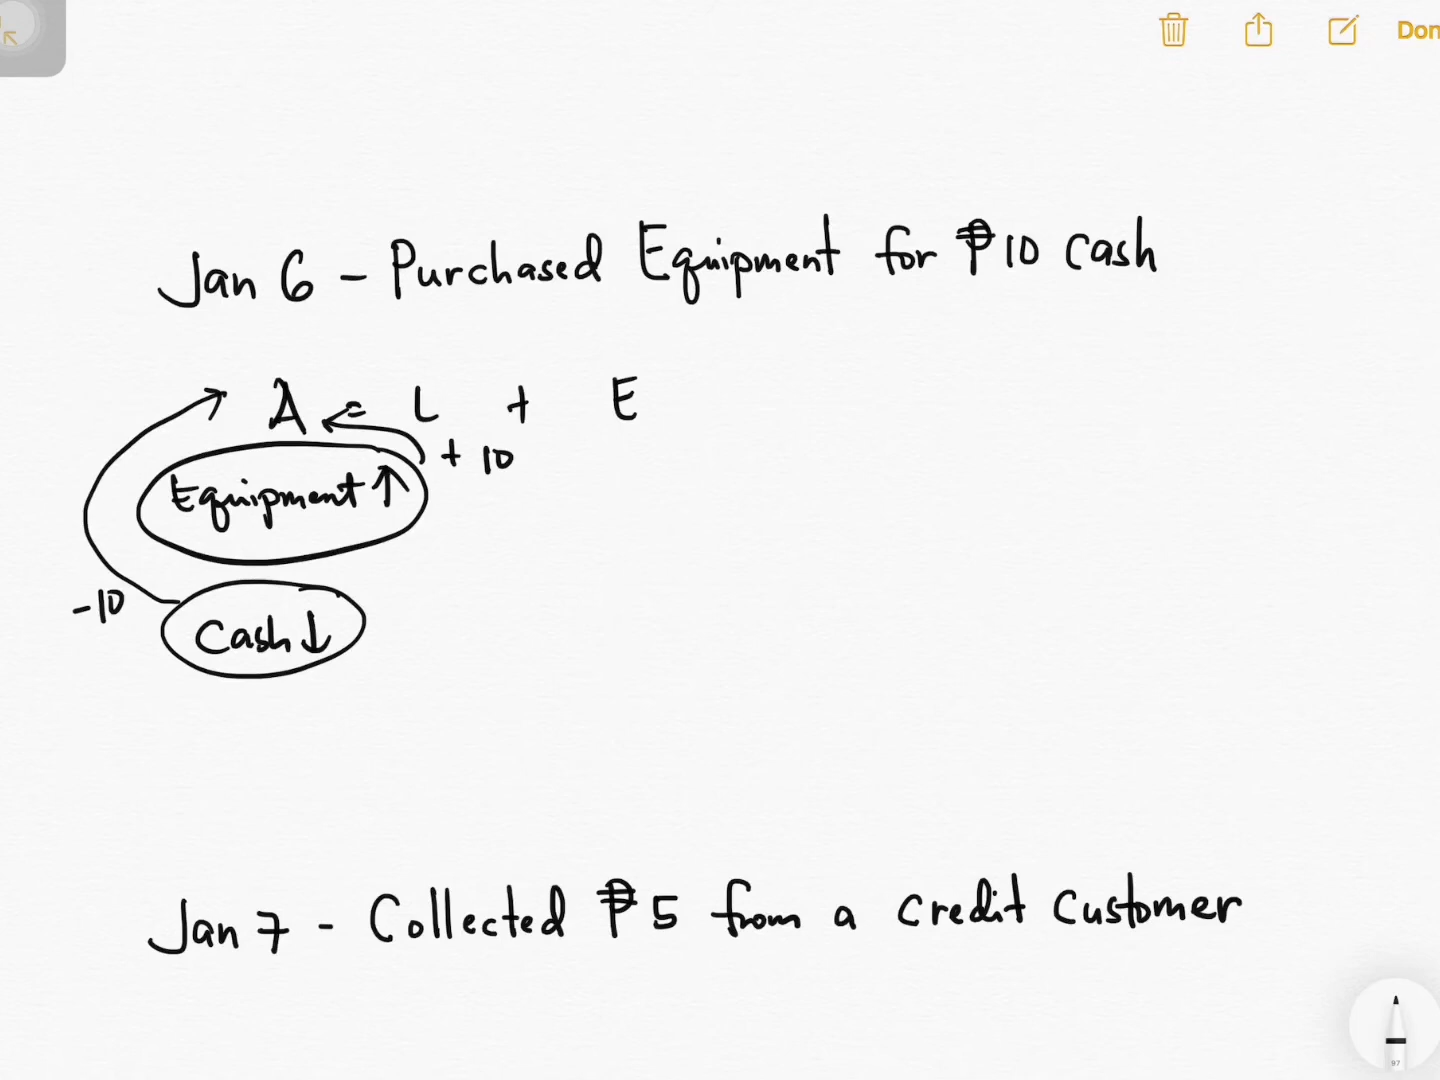 Don
Jan 6 - Purchased Equipment for ₱10 cash
A = L + E
+ 10
Equipment ↑
-10
Cash ↓
Jan 7 - Collected ₱5 from a credit customer
97